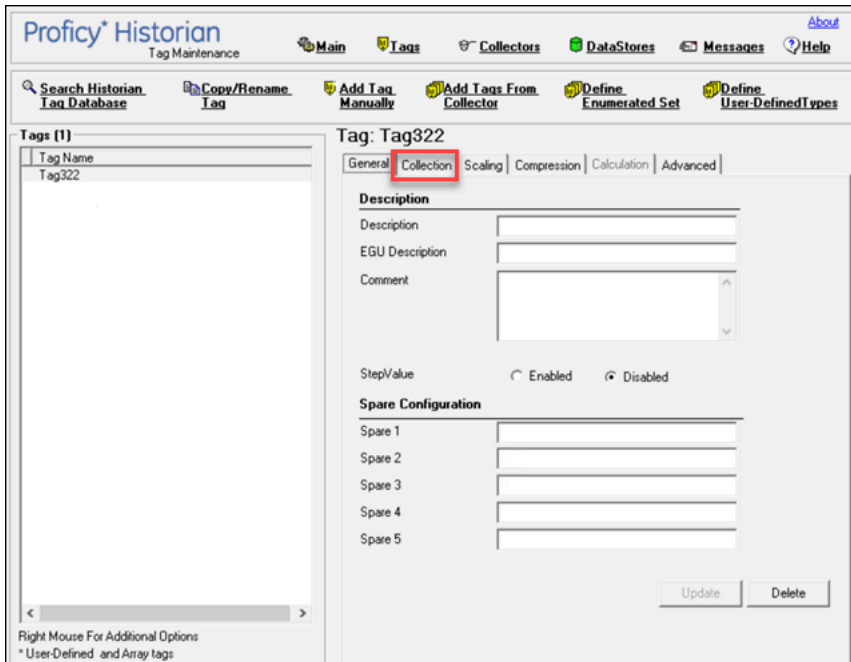 Proficy* Historian
Tag Maintenance
About
Main Tags Collectors DataStores Messages Help
Search Historian Tag Database
Copy/Rename Tag
Add Tag Manually
Add Tags From Collector
Define Enumerated Set
Define User-DefinedTypes
Tags (1)
Tag Name
Tag322
Tag: Tag322
General Collection Scaling Compression Calculation Advanced
Description
Description
EGU Description
Comment
StepValue Enabled Disabled
Spare Configuration
Spare 1
Spare 2
Spare 3
Spare 4
Spare 5
Update Delete
Right Mouse For Additional Options
* User-Defined and Array tags